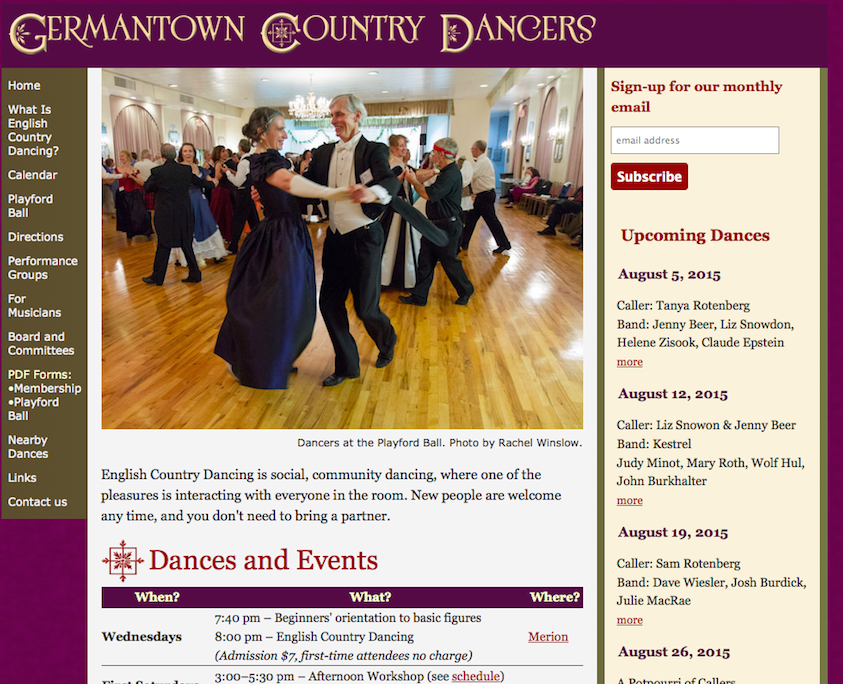 Germantown Country Dancers
Home
What Is
English
Country
Dancing?
Calendar
Playford
Ball
Directions
Performance
Groups
For
Musicians
Board and
Committees
PDF Forms:
•Membership
•Playford
Ball
Nearby
Dances
Links
Contact us
Dancers at the Playford Ball. Photo by Rachel Winslow.
English Country Dancing is social, community dancing, where one of the
pleasures is interacting with everyone in the room. New people are welcome
any time, and you don't need to bring a partner.
Dances and Events
When? What? Where?
7:40 pm – Beginners' orientation to basic figures
Wednesdays 8:00 pm – English Country Dancing Merion
(Admission $7, first-time attendees no charge)
First Saturdays 3:00–5:30 pm – Afternoon Workshop (see schedule)
Sign-up for our monthly
email
email address
Subscribe
Upcoming Dances
August 5, 2015
Caller: Tanya Rotenberg
Band: Jenny Beer, Liz Snowdon,
Helene Zisook, Claude Epstein
more
August 12, 2015
Caller: Liz Snowon & Jenny Beer
Band: Kestrel
Judy Minot, Mary Roth, Wolf Hul,
John Burkhalter
more
August 19, 2015
Caller: Sam Rotenberg
Band: Dave Wiesler, Josh Burdick,
Julie MacRae
more
August 26, 2015
A Potpourri of Callers